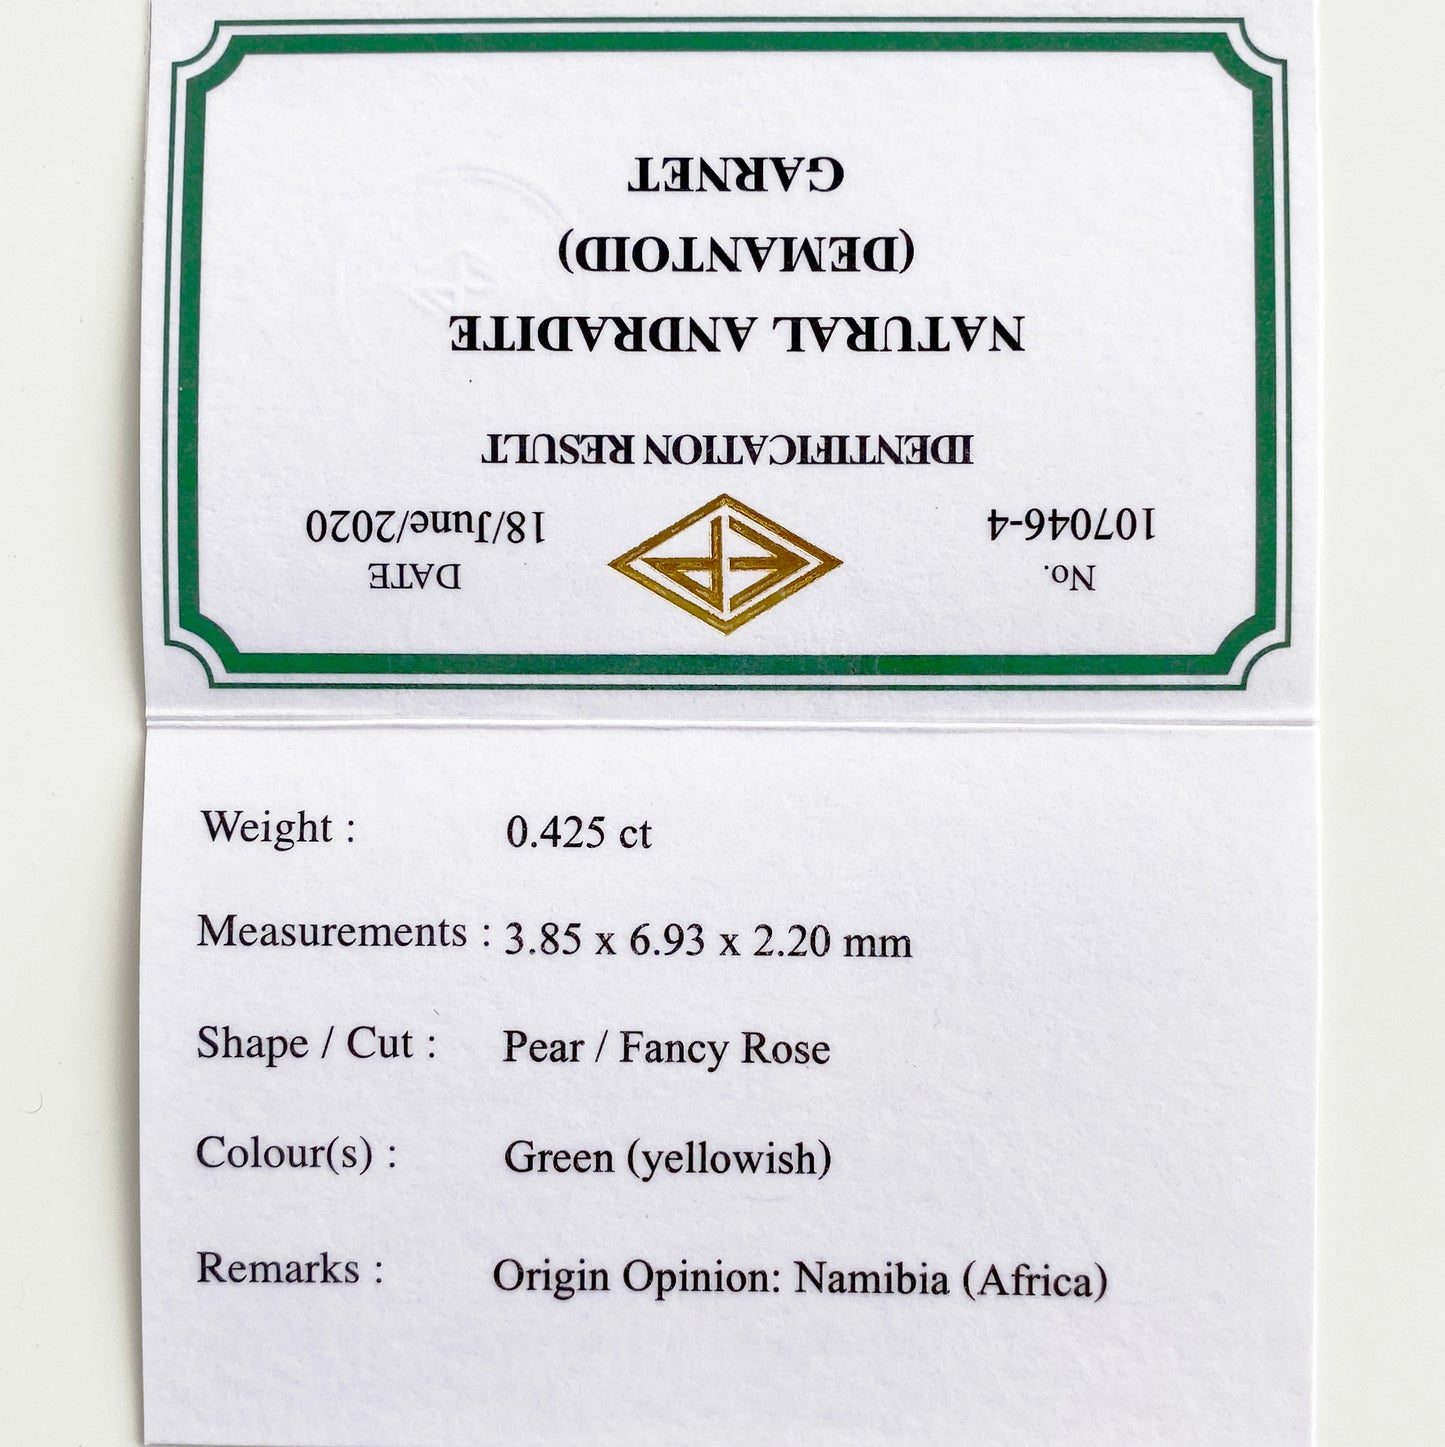 No.
107046-4
DATE
18/June/2020
IDENTIFICATION RESULT
NATURAL ANDRADITE
(DEMANTOID)
GARNET
Weight : 0.425 ct
Measurements : 3.85 x 6.93 x 2.20 mm
Shape / Cut : Pear / Fancy Rose
Colour(s) : Green (yellowish)
Remarks : Origin Opinion: Namibia (Africa)